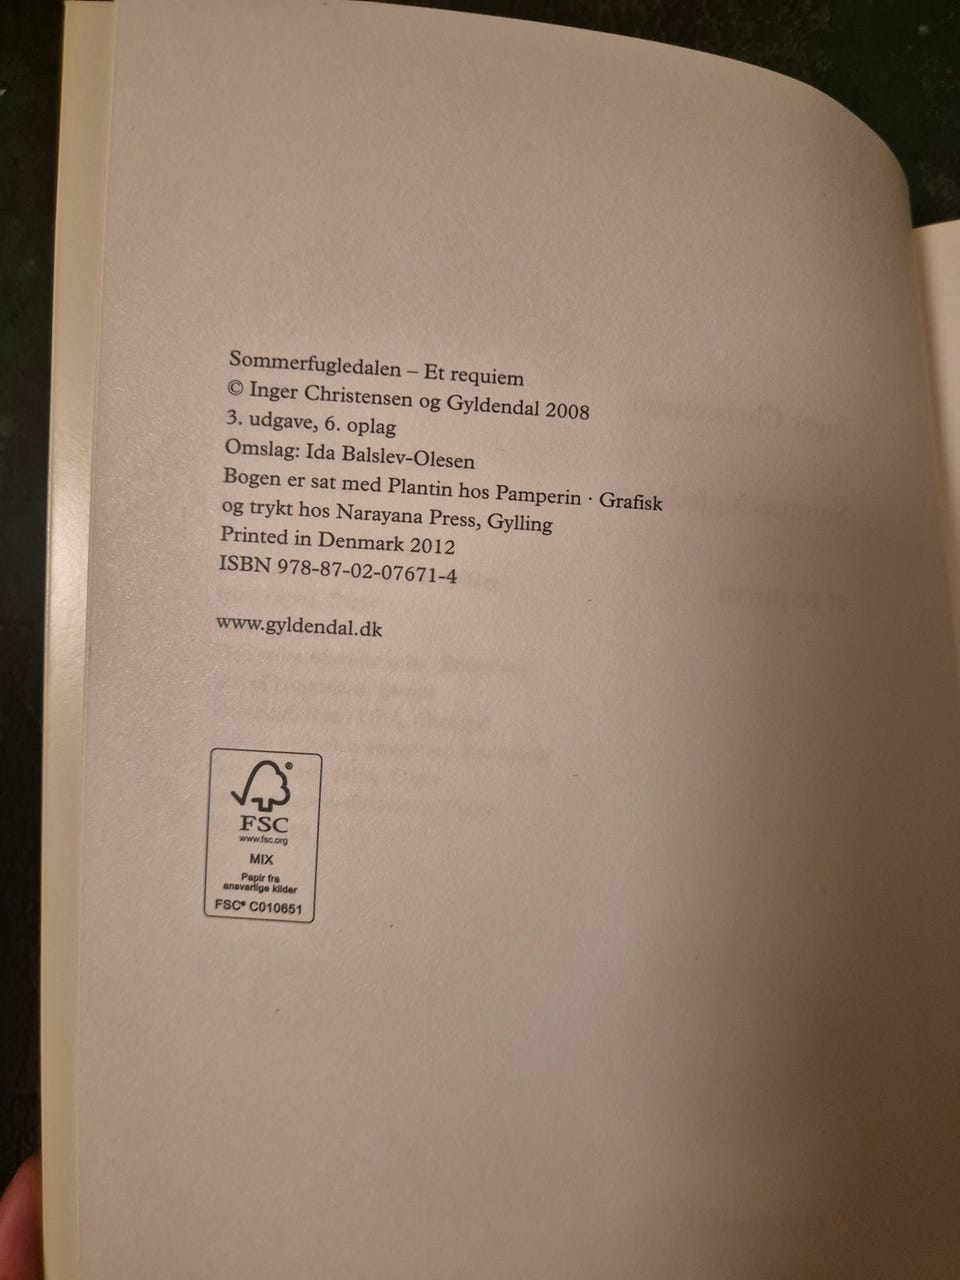 Sommerfugledalen – Et requiem
© Inger Christensen og Gyldendal 2008
3. udgave, 6. oplag
Omslag: Ida Balslev-Olesen
Bogen er sat med Plantin hos Pamperin · Grafisk
og trykt hos Narayana Press, Gylling
Printed in Denmark 2012
ISBN 978-87-02-07671-4
www.gyldendal.dk
®
FSC
www.fsc.org
MIX
Papir fra
ansvarlige kilder
FSC® C010651